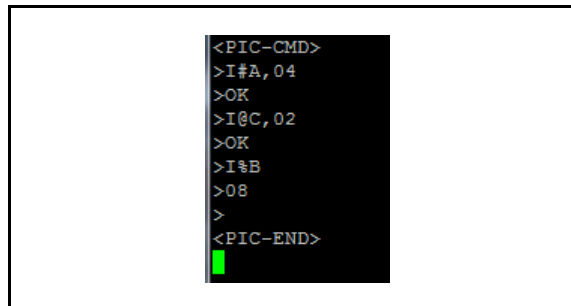 <PIC-CMD>
>I#A,04
>OK
>I@C,02
>OK
>I%B
>08
>
<PIC-END>